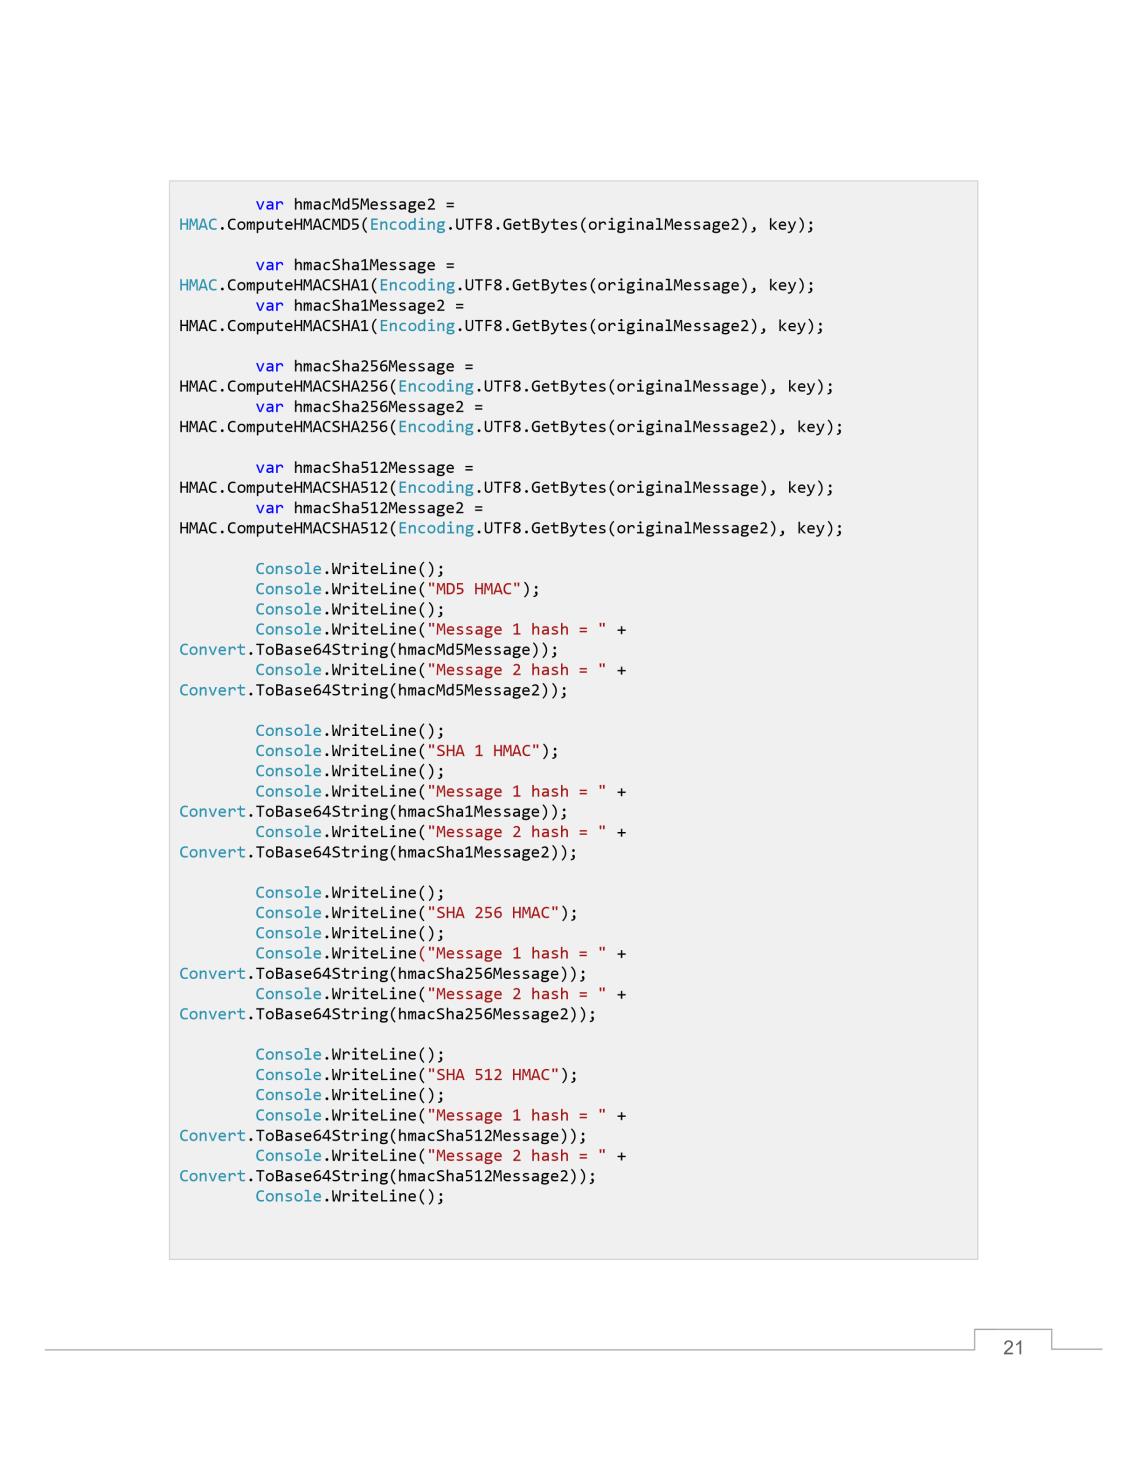 var hmacMd5Message2 =
HMAC.ComputeHMACMD5(Encoding.UTF8.GetBytes(originalMessage2), key);
var hmacSha1Message =
HMAC.ComputeHMACSHA1(Encoding.UTF8.GetBytes(originalMessage), key);
var hmacSha1Message2 =
HMAC.ComputeHMACSHA1(Encoding.UTF8.GetBytes(originalMessage2), key);
var hmacSha256Message =
HMAC.ComputeHMACSHA256(Encoding.UTF8.GetBytes(originalMessage), key);
var hmacSha256Message2 =
HMAC.ComputeHMACSHA256(Encoding.UTF8.GetBytes(originalMessage2), key);
var hmacSha512Message =
HMAC.ComputeHMACSHA512(Encoding.UTF8.GetBytes(originalMessage), key);
var hmacSha512Message2 =
HMAC.ComputeHMACSHA512(Encoding.UTF8.GetBytes(originalMessage2), key);
Console.WriteLine();
Console.WriteLine("MD5 HMAC");
Console.WriteLine();
Console.WriteLine("Message 1 hash = " +
Convert.ToBase64String(hmacMd5Message));
Console.WriteLine("Message 2 hash = " +
Convert.ToBase64String(hmacMd5Message2));
Console.WriteLine();
Console.WriteLine("SHA 1 HMAC");
Console.WriteLine();
Console.WriteLine("Message 1 hash = " +
Convert.ToBase64String(hmacSha1Message));
Console.WriteLine("Message 2 hash = " +
Convert.ToBase64String(hmacSha1Message2));
Console.WriteLine();
Console.WriteLine("SHA 256 HMAC");
Console.WriteLine();
Console.WriteLine("Message 1 hash = " +
Convert.ToBase64String(hmacSha256Message));
Console.WriteLine("Message 2 hash = " +
Convert.ToBase64String(hmacSha256Message2));
Console.WriteLine();
Console.WriteLine("SHA 512 HMAC");
Console.WriteLine();
Console.WriteLine("Message 1 hash = " +
Convert.ToBase64String(hmacSha512Message));
Console.WriteLine("Message 2 hash = " +
Convert.ToBase64String(hmacSha512Message2));
Console.WriteLine();
21